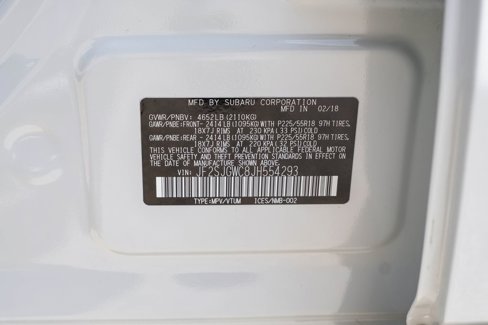 MFD BY SUBARU CORPORATION
MFD IN 02/18
GVWR/PNBV: 4652LB(2110KG)
GAWR/PNBE:FRONT- 2414LB(1095KG)WITH P225/55R18 97H TIRES,
18X7J RIMS AT 230 KPA(33 PSI)COLD
GAWR/PNBE:REAR - 2414LB(1095KG)WITH P225/55R18 97H TIRES,
18X7J RIMS AT 220 KPA(32 PSI)COLD
THIS VEHICLE CONFORMS TO ALL APPLICABLE FEDERAL MOTOR
VEHICLE SAFETY AND THEFT PREVENTION STANDARDS IN EFFECT ON
THE DATE OF MANUFACTURE SHOWN ABOVE.
VIN: JF2SJGWC8JH554293
TYPE:MPV/VTUM ICES/NMB-002